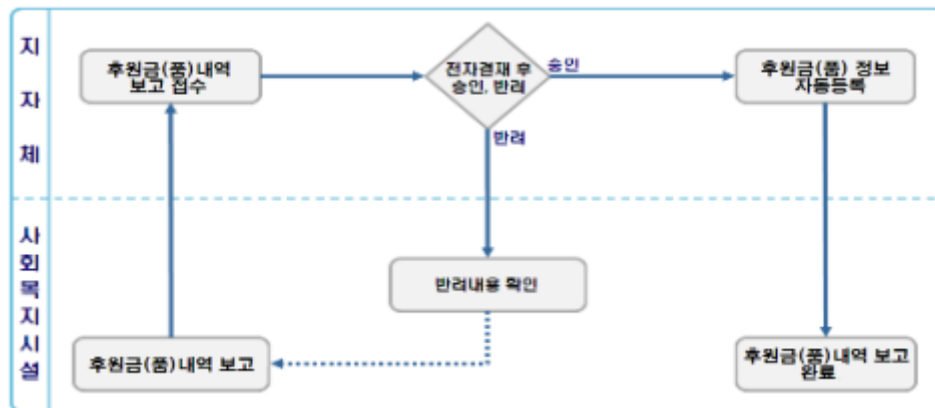 지자체
후원금(품)내역
보고 접수
전자결재 후
승인, 반려
승인
후원금(품) 정보
자동등록
반려
사회복지시설
반려내용 확인
후원금(품)내역 보고
후원금(품)내역 보고
완료